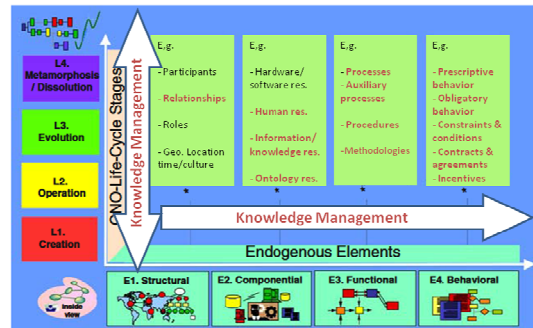 L4.
Metamorphosis
/ Dissolution
L3.
Evolution
L2.
Operation
L1.
Creation
CNO-Life-Cycle Stages
Knowledge Management
E,g.
- Participants
- Relationships
- Roles
- Geo. Location
time/culture
*
E,g.
- Hardware/
software res.
- Human res.
- Information/
knowledge res.
- Ontology res.
*
E,g.
- Processes
- Auxiliary
processes
- Procedures
- Methodologies
*
E,g.
- Prescriptive
behavior
- Obligatory
behavior
- Constraints &
conditions
- Contracts &
agreements
- Incentives
*
Knowledge Management
Endogenous Elements
Inside
view
E1. Structural
E2. Componential
E3. Functional
E4. Behavioral